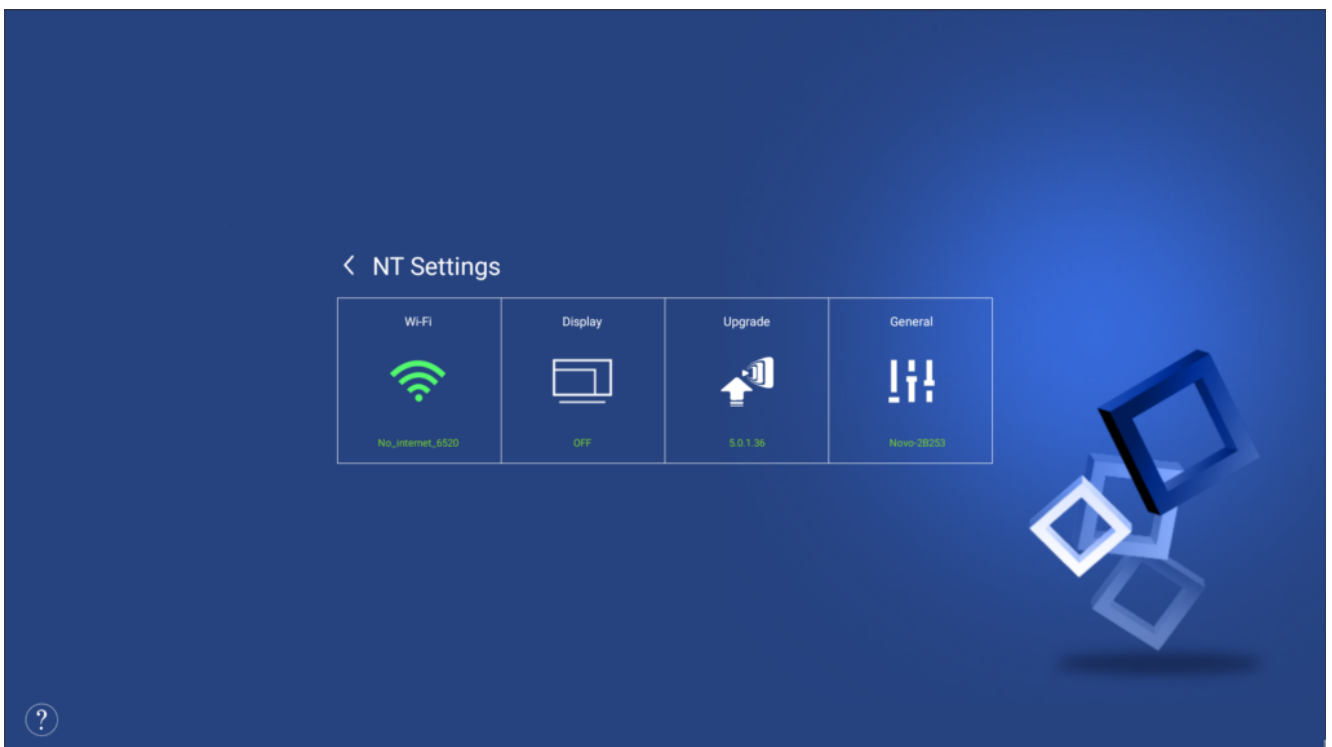 NT Settings
Wi-Fi Display Upgrade General
No_internet_6520 OFF 5.0.1.36 Novo-2B253
?